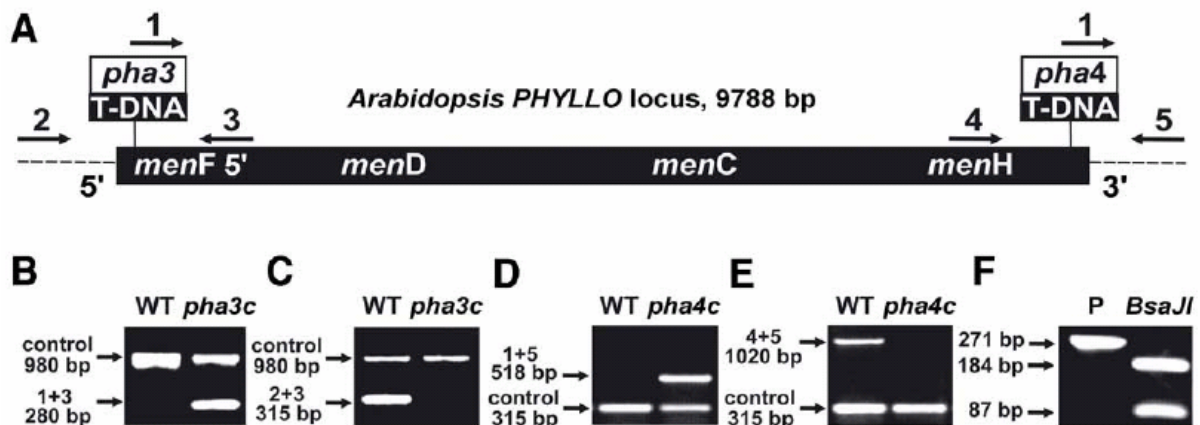 A
1
1
pha3
pha4
T-DNA
Arabidopsis PHYLLO locus, 9788 bp
T-DNA
2
3
4
5
menF 5'
menD
menC
menH
5'
3'
B
C
D
E
F
WT pha3c
WT pha3c
WT pha4c
WT pha4c
P BsaJI
control
980 bp
1+3
280 bp
control
980 bp
2+3
315 bp
1+5
518 bp
control
315 bp
4+5
1020 bp
control
315 bp
271 bp
184 bp
87 bp